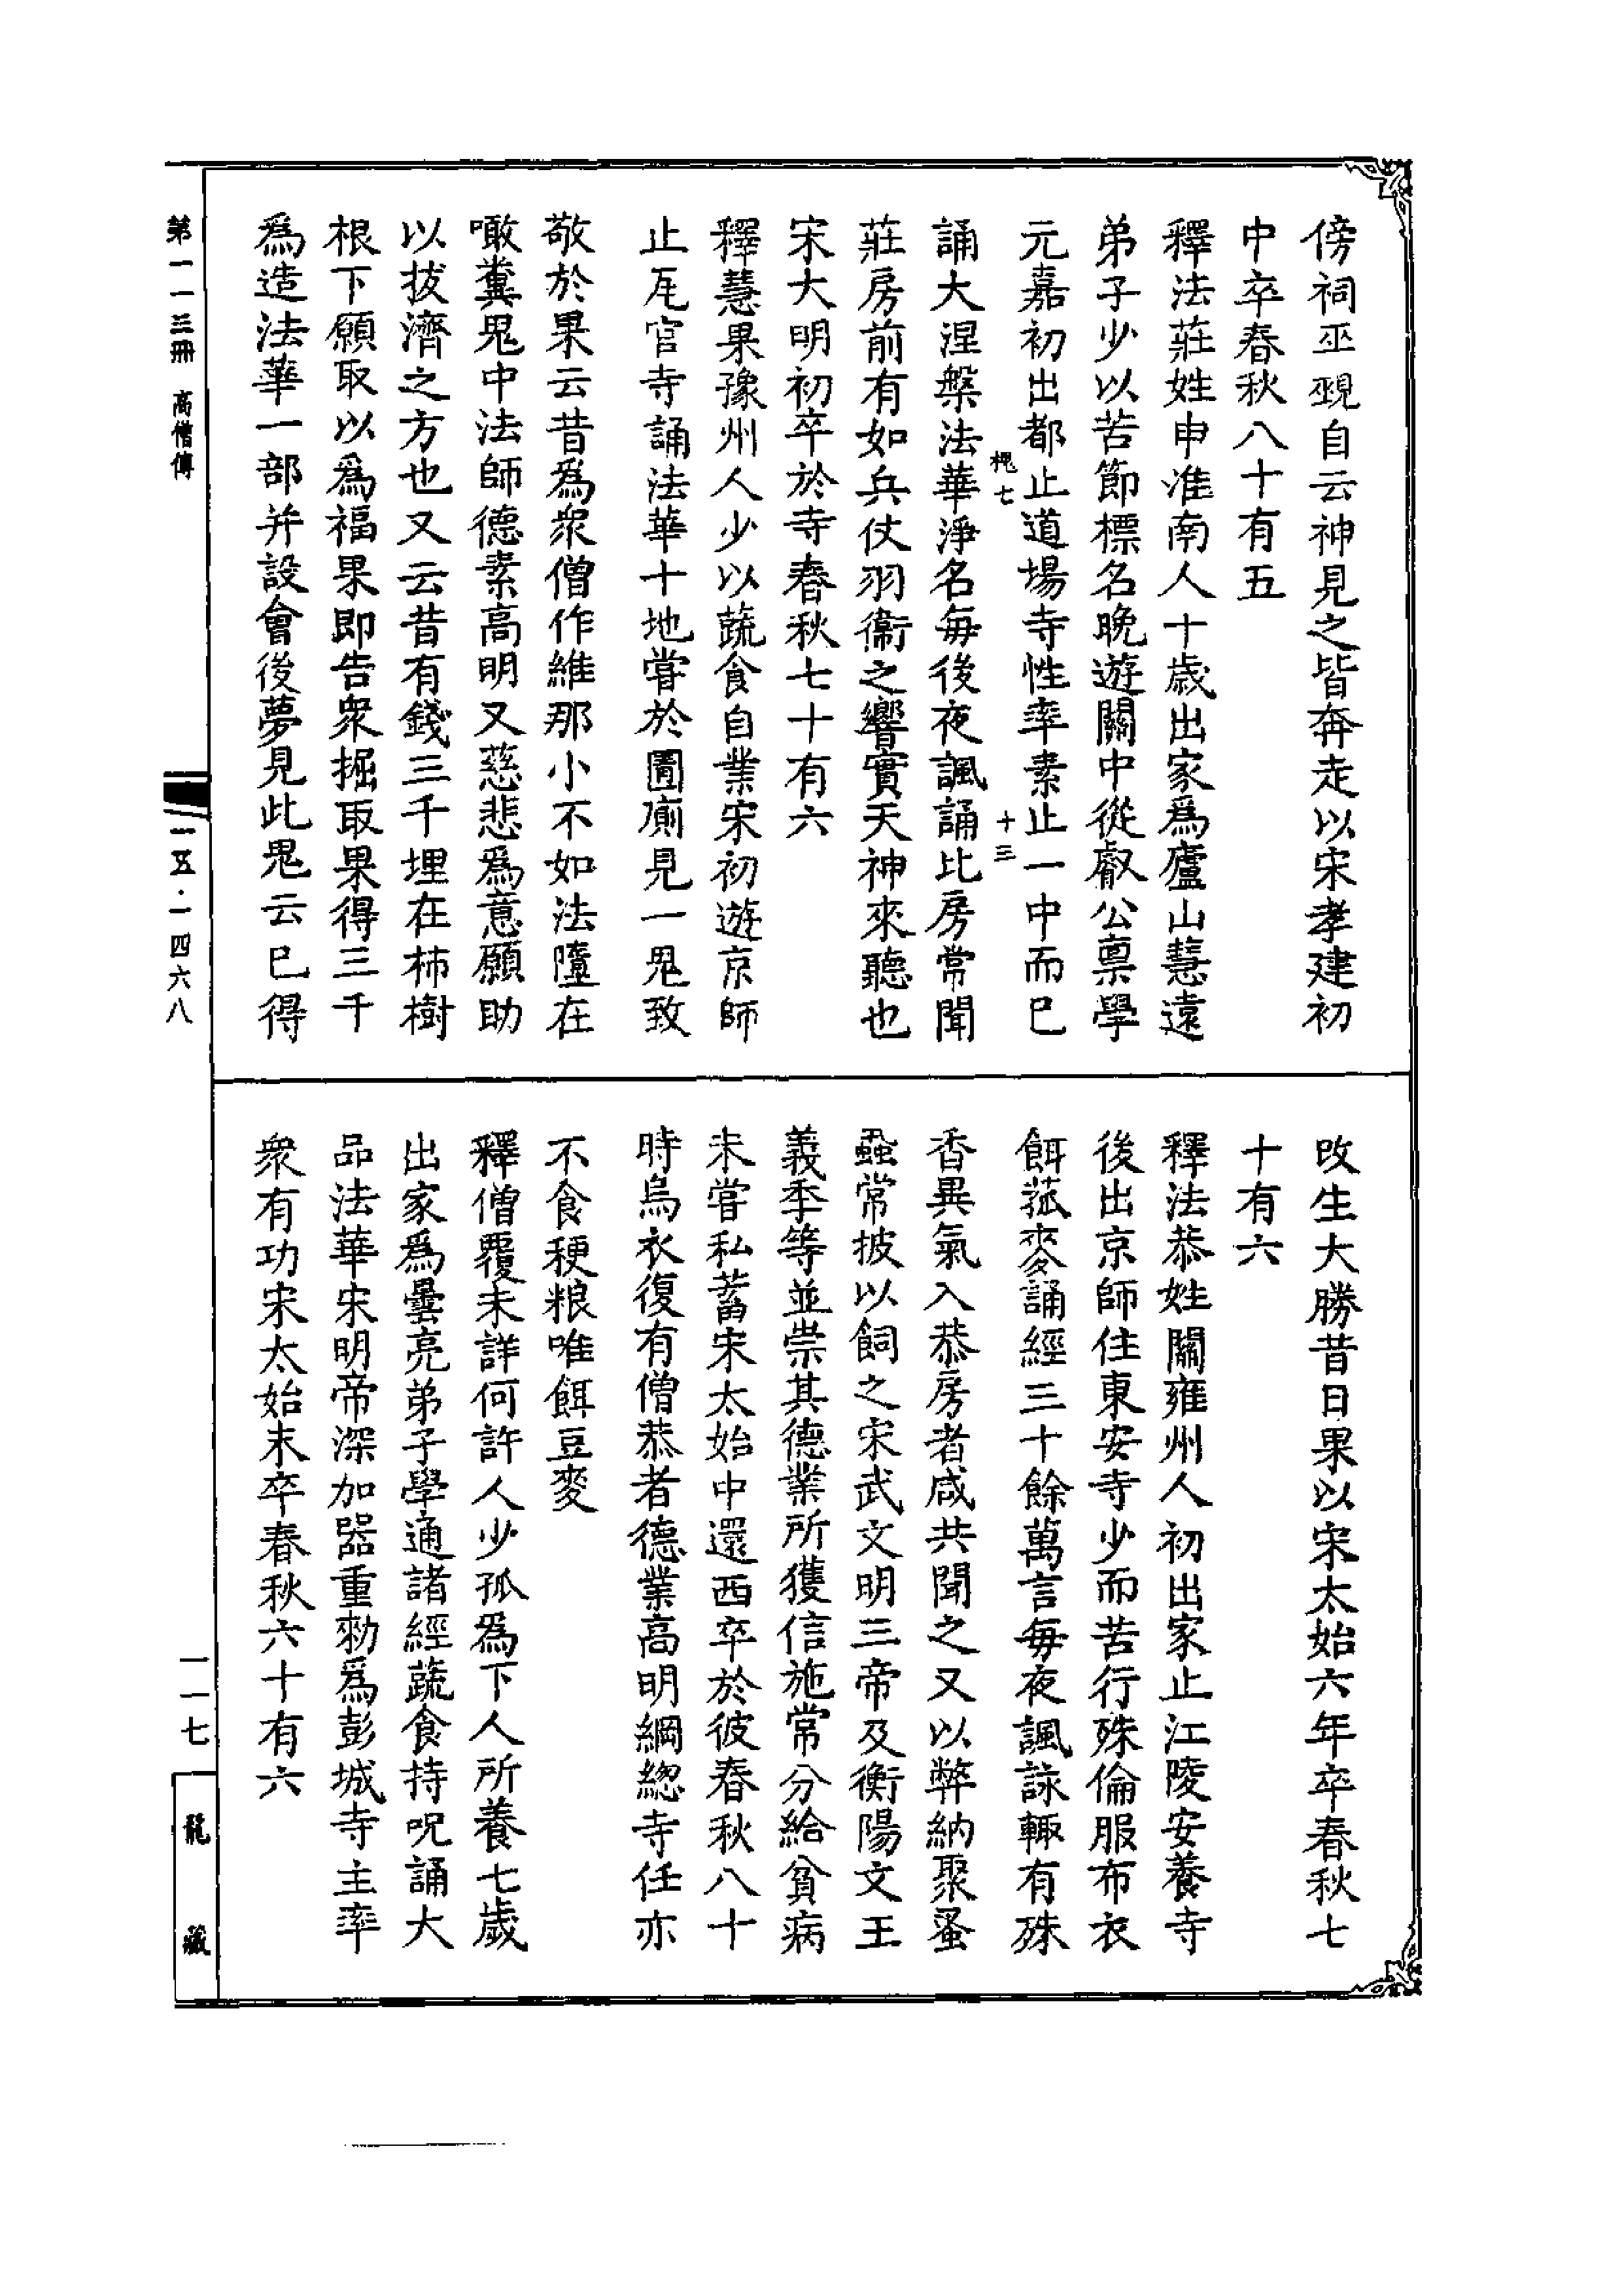 傍祠巫覡自云神見之皆奔走以宋孝建初
中卒春秋八十有五
釋法莊姓申淮南人十歲出家爲廬山慧遠
弟子少以苦節標名晚遊關中從叡公稟學
元嘉初出都止道場寺性率素止一中而已
槐七
十三
誦大涅槃法華淨名每後夜諷誦比房常聞
莊房前有如兵仗羽衞之響實天神來聽也
宋大明初卒於寺春秋七十有六
釋慧果豫州人少以蔬食自業宋初遊京師
止瓦官寺誦法華十地嘗於圊廁見一鬼致
敬於果云昔爲衆僧作維那小不如法墮在
噉糞鬼中法師德素高明又慈悲爲意願助
以拔濟之方也又云昔有錢三千埋在柿樹
根下願取以爲福果即告衆掘取果得三千
爲造法華一部并設會後夢見此鬼云已得
改生大勝昔日果以宋太始六年卒春秋七
十有六
釋法恭姓關雍州人初出家止江陵安養寺
後出京師住東安寺少而苦行殊倫服布衣
餌菰麥誦經三十餘萬言每夜諷詠輒有殊
香異氣入恭房者咸共聞之又以弊納聚蚤
蝨常披以飼之宋武文明三帝及衡陽文王
義季等並崇其德業所獲信施常分給貧病
未嘗私蓄宋太始中還西卒於彼春秋八十
時烏衣復有僧恭者德業高明綱總寺任亦
不食稉粮唯餌豆麥
釋僧覆未詳何許人少孤爲下人所養七歲
出家爲曇亮弟子學通諸經蔬食持呪誦大
品法華宋明帝深加器重勑爲彭城寺主率
衆有功宋太始末卒春秋六十有六
第一一三冊 高僧傳
一五·一四六八
一一七
龍藏